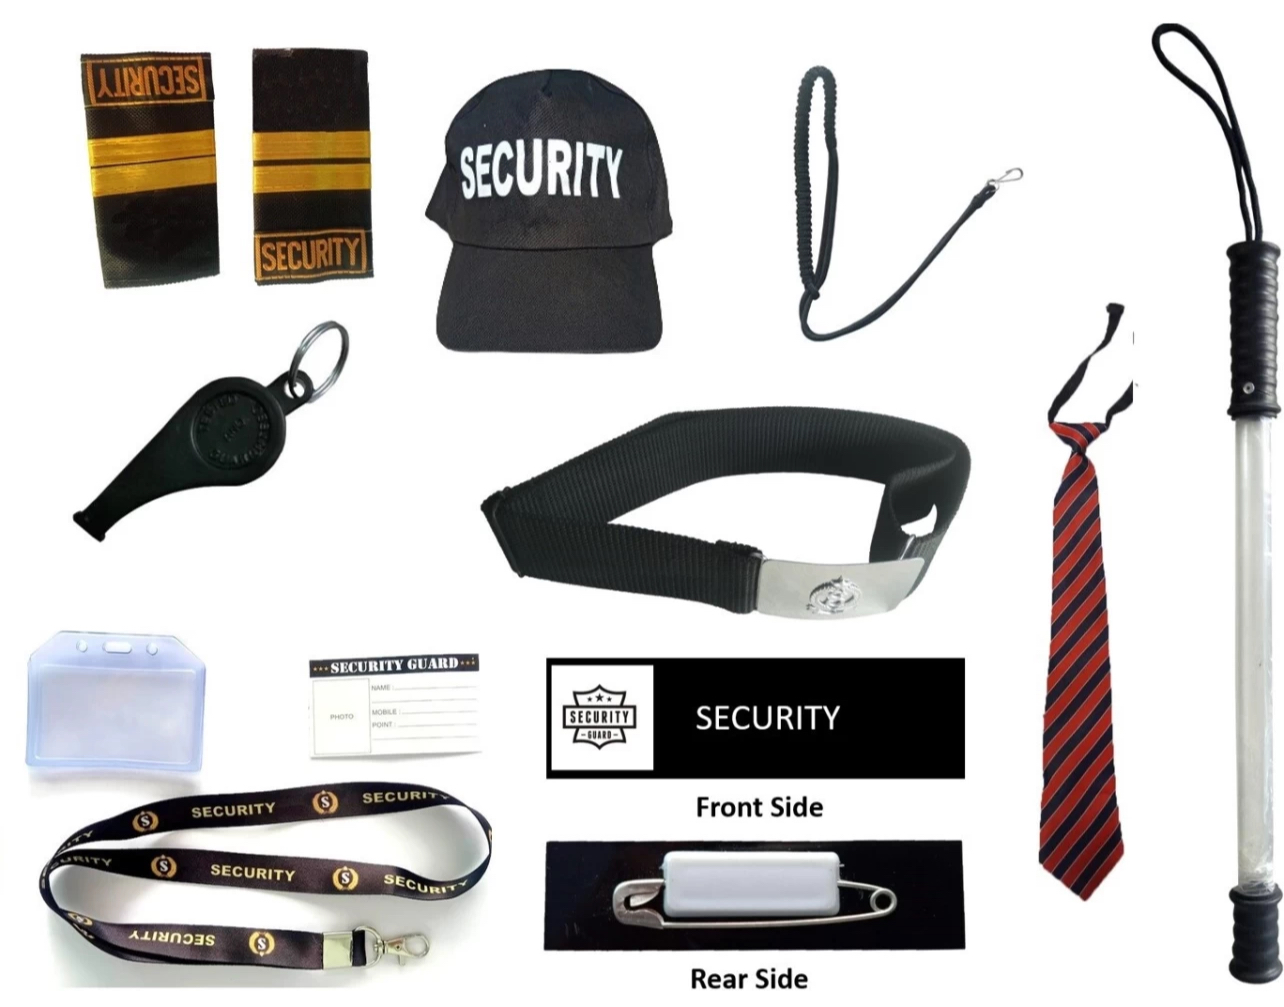 SECURITY
SECURITY
SECURITY
SECURITY GUARD
NAME :
PHOTO
MOBILE :
POINT :
SECURITY
GUARD
SECURITY
Front Side
SECURITY S SECURITY
S SECURITY S SECURITY
SECURITY S
Rear Side